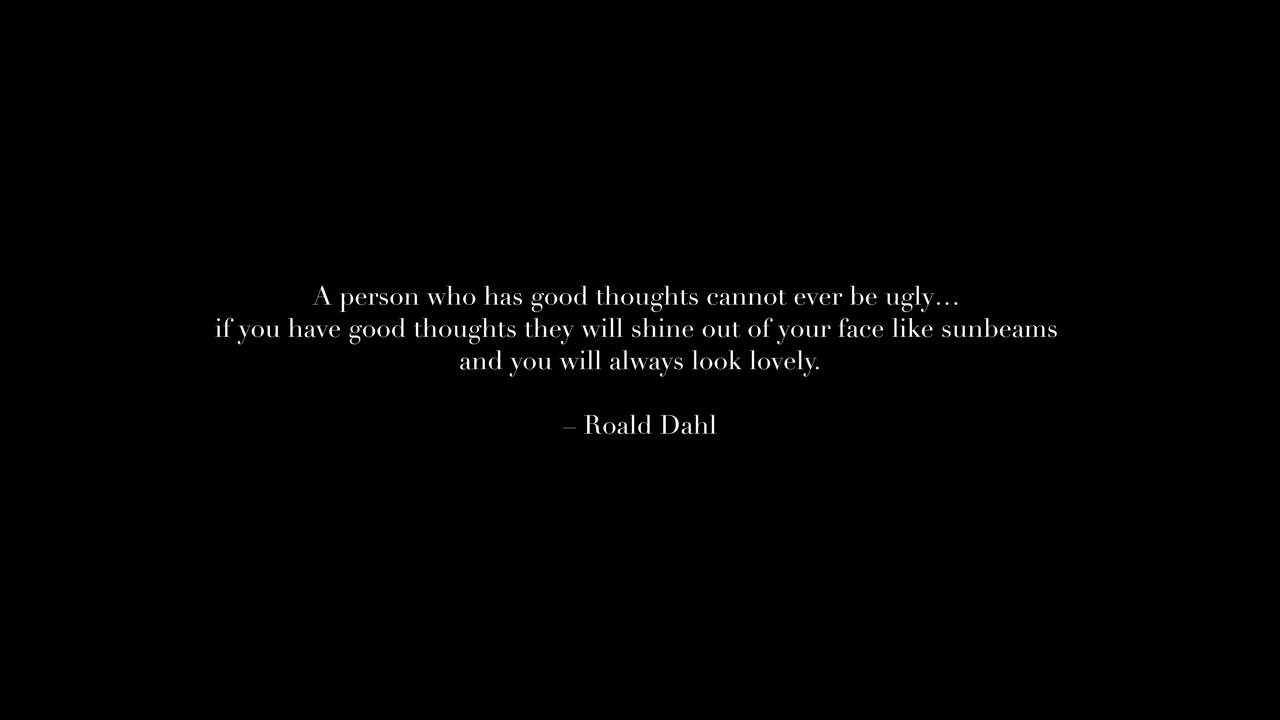 A person who has good thoughts cannot ever be ugly…
if you have good thoughts they will shine out of your face like sunbeams
and you will always look lovely.
– Roald Dahl